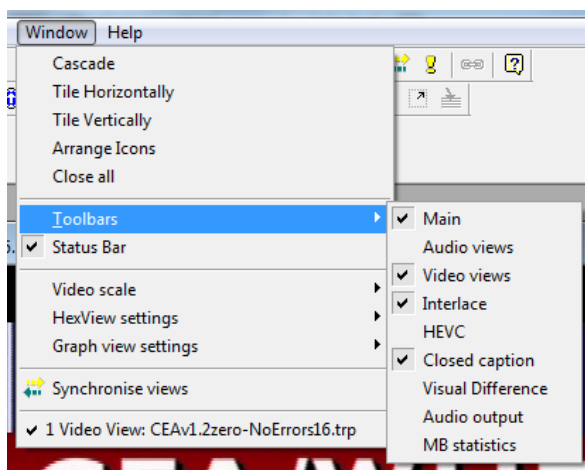 Window Help
Cascade
Tile Horizontally
Tile Vertically
Arrange Icons
Close all
Toolbars
Status Bar
Video scale
HexView settings
Graph view settings
Synchronise views
1 Video View: CEAv1.2zero-NoErrors16.trp
Main
Audio views
Video views
Interlace
HEVC
Closed caption
Visual Difference
Audio output
MB statistics